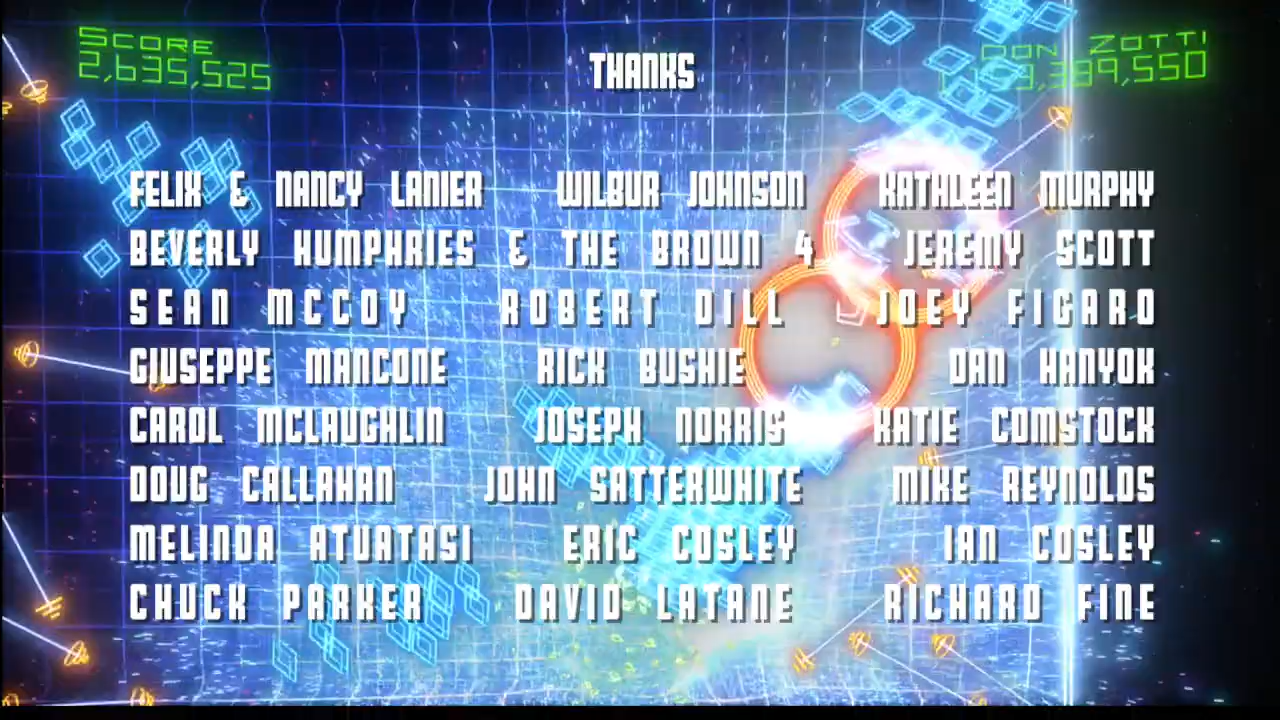 SCORE
2,635,525
THANKS
DON ZOTTI
FELIX & NANCY LANIER WILBUR JOHNSON KATHLEEN MURPHY
BEVERLY HUMPHRIES & THE BROWN 4 JEREMY SCOTT
SEAN MCCOY ROBERT DILL JOEY FIGARO
GIUSEPPE MANCONE RICK BUSHIE DAN HANYOK
CAROL MCLAUGHLIN JOSEPH NORRIS KATIE COMSTOCK
DOUG CALLAHAN JOHN SATTERWHITE MIKE REYNOLDS
MELINDA ATUATASI ERIC COSLEY IAN COSLEY
CHUCK PARKER DAVID LATANE RICHARD FINE